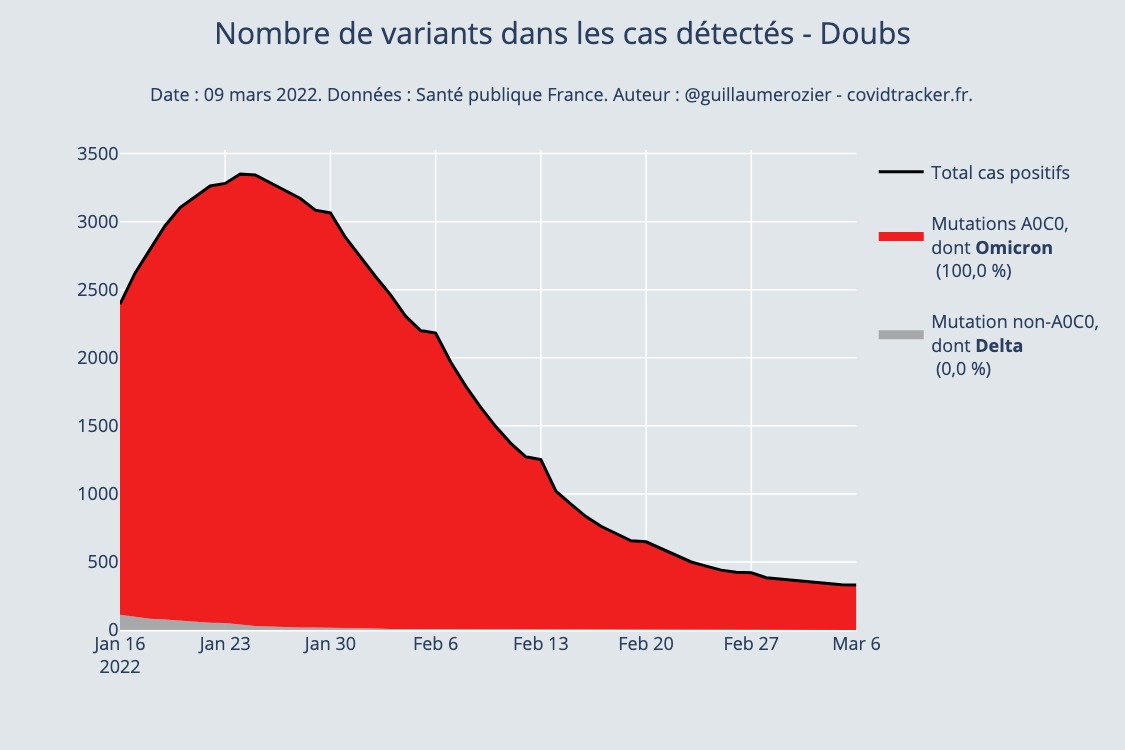 Nombre de variants dans les cas détectés - Doubs
Date : 09 mars 2022. Données : Santé publique France. Auteur : @guillaumerozier - covidtracker.fr.
3500
3000
2500
2000
1500
1000
500
0
Jan 16
2022
Jan 23
Jan 30
Feb 6
Feb 13
Feb 20
Feb 27
Mar 6
Total cas positifs
Mutations A0C0,
dont Omicron
(100,0 %)
Mutation non-A0C0,
dont Delta
(0,0 %)